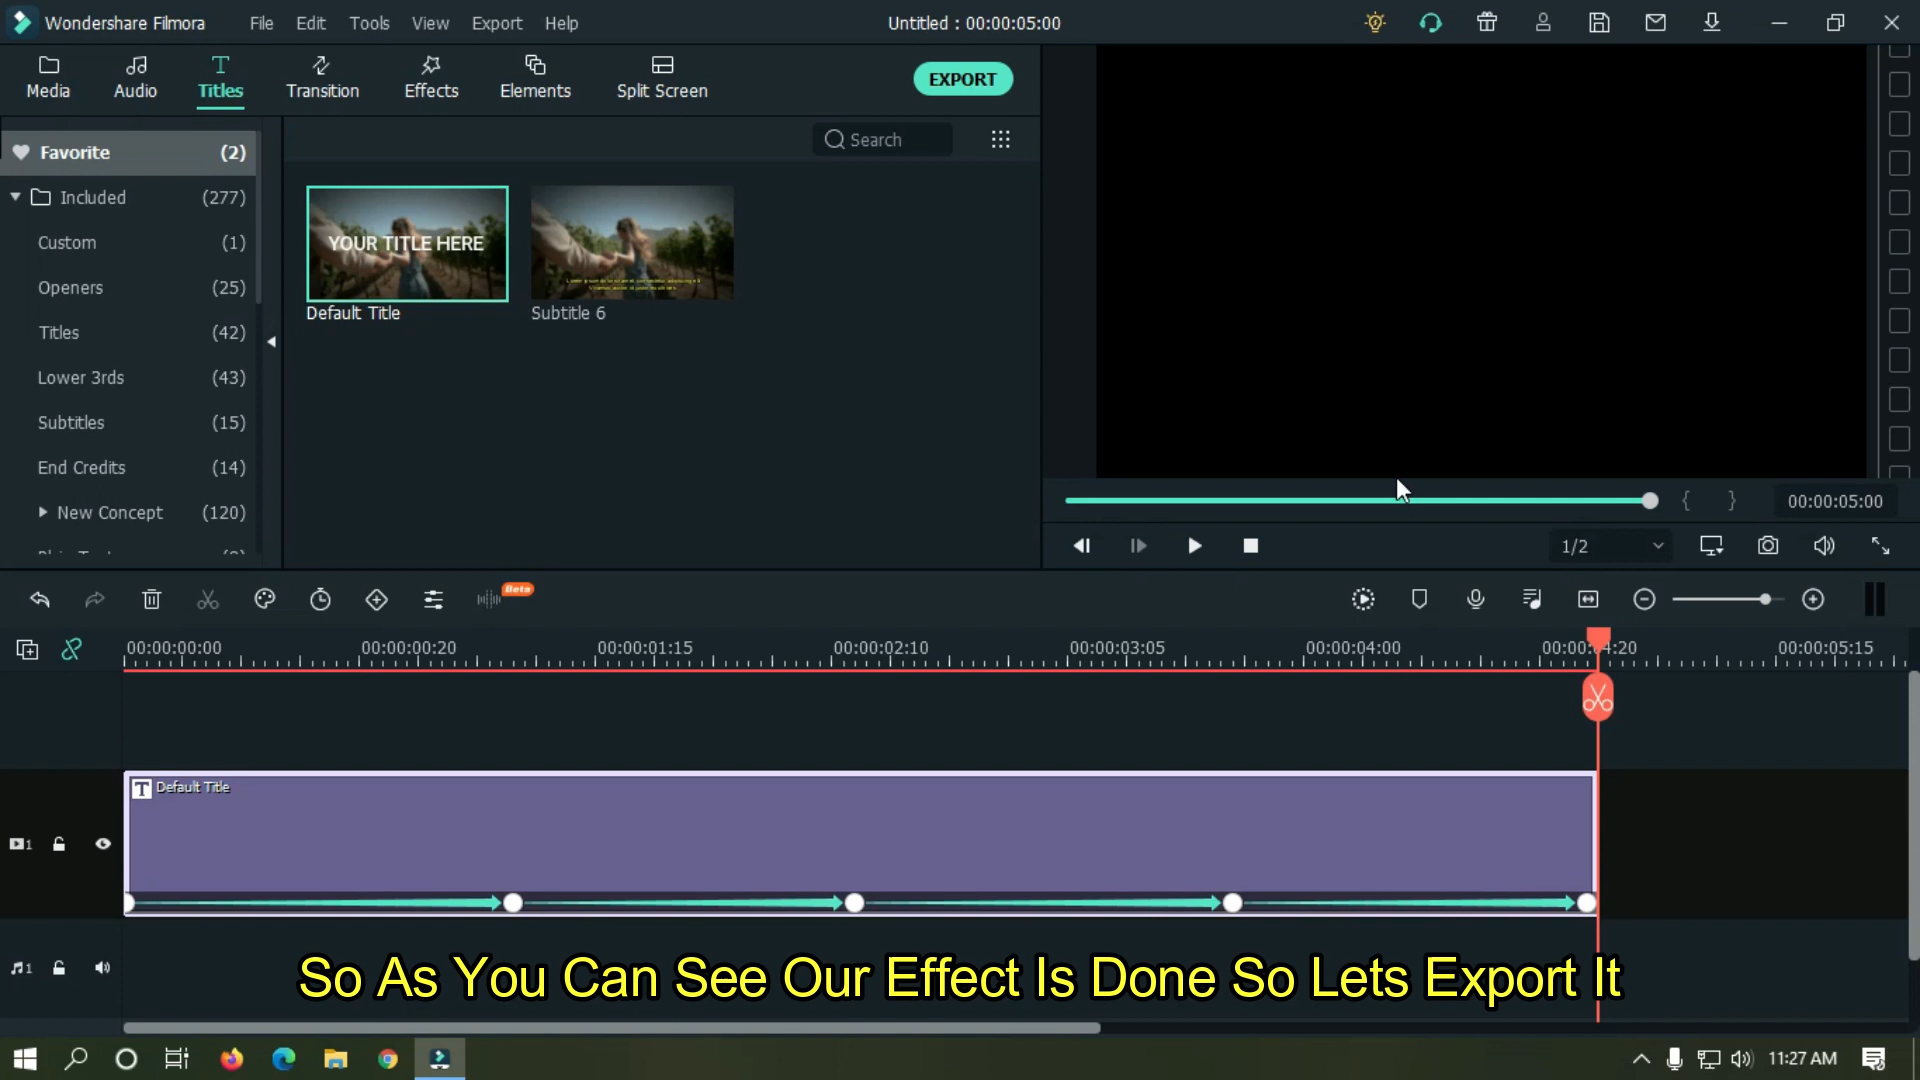 Wondershare Filmora
File Edit Tools View Export Help
Untitled : 00:00:05:00
Media Audio Titles Transition Effects Elements Split Screen
EXPORT
Favorite (2)
Search
Included (277)
Custom (1)
Openers (25)
Titles (42)
Lower 3rds (43)
Subtitles (15)
End Credits (14)
New Concept (120)
YOUR TITLE HERE
Default Title
Subtitle 6
00:00:05:00
1/2
Beta
00:00:00:00 00:00:00:20 00:00:01:15 00:00:02:10 00:00:03:05 00:00:04:00 00:00:04:20 00:00:05:15
T Default Title
1
1
So As You Can See Our Effect Is Done So Lets Export It
11:27 AM